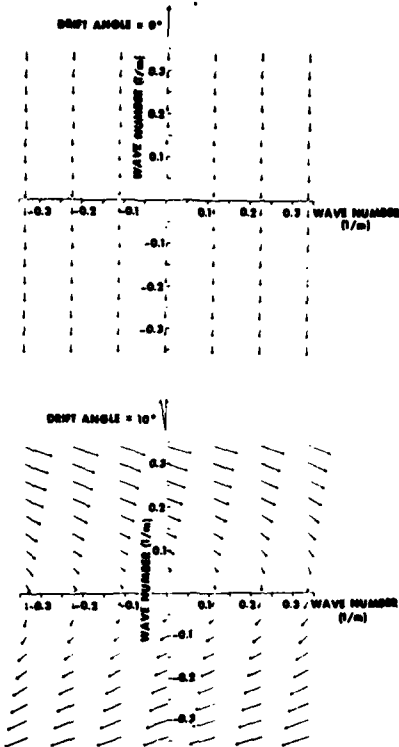 DRIFT ANGLE = 0°
WAVE NUMBER (1/m)
0.3
0.2
0.1
-0.3 -0.2 -0.1 0.1 0.2 0.3 WAVE NUMBER (1/m)
-0.1
-0.2
-0.3
DRIFT ANGLE = 10°
WAVE NUMBER (1/m)
0.3
0.2
0.1
-0.3 -0.2 -0.1 0.1 0.2 0.3 WAVE NUMBER (1/m)
-0.1
-0.2
-0.3